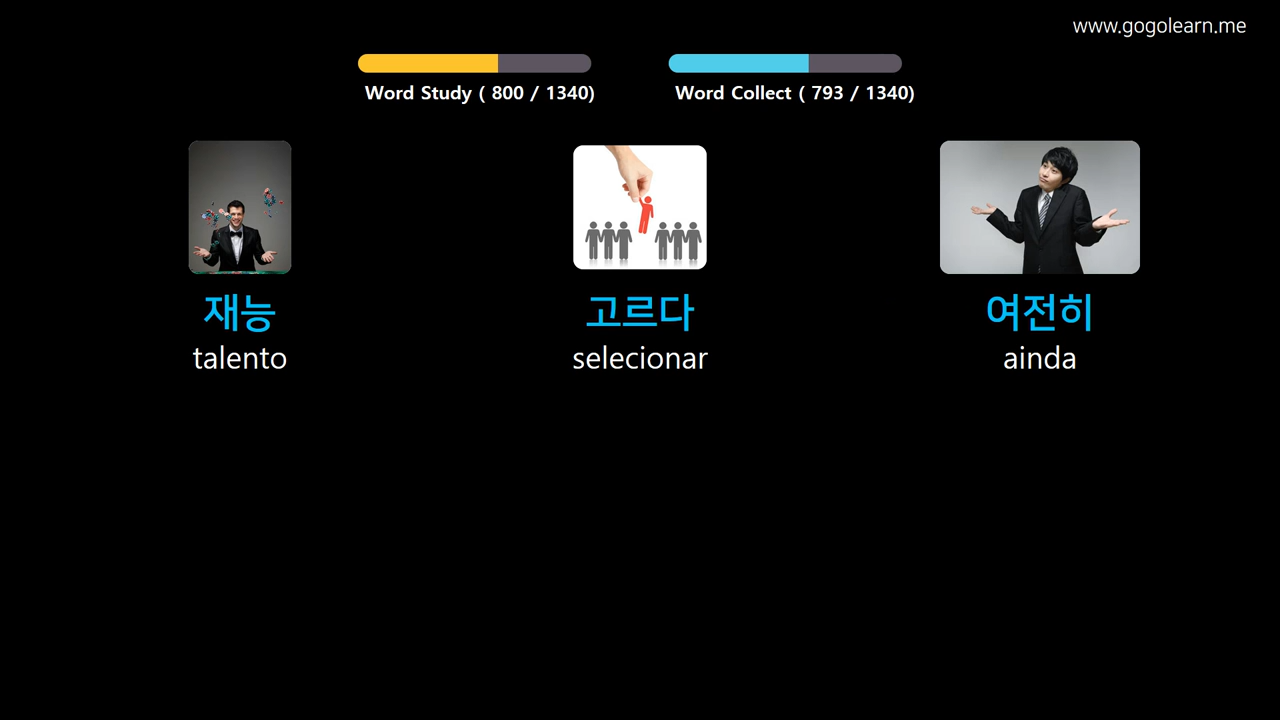 www.gogolearn.me
Word Study ( 800 / 1340)
Word Collect ( 793 / 1340)
재능
talento
고르다
selecionar
여전히
ainda